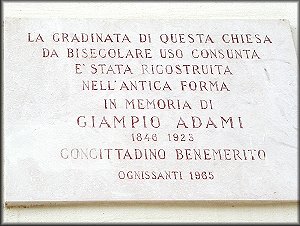 LA GRADINATA DI QUESTA CHIESA
DA BISECOLARE USO CONSUNTA
E' STATA RICOSTRUITA
NELL'ANTICA FORMA
IN MEMORIA DI
GIAMPIO ADAMI
1846 1923
CONCITTADINO BENEMERITO
OGNISSANTI 1965